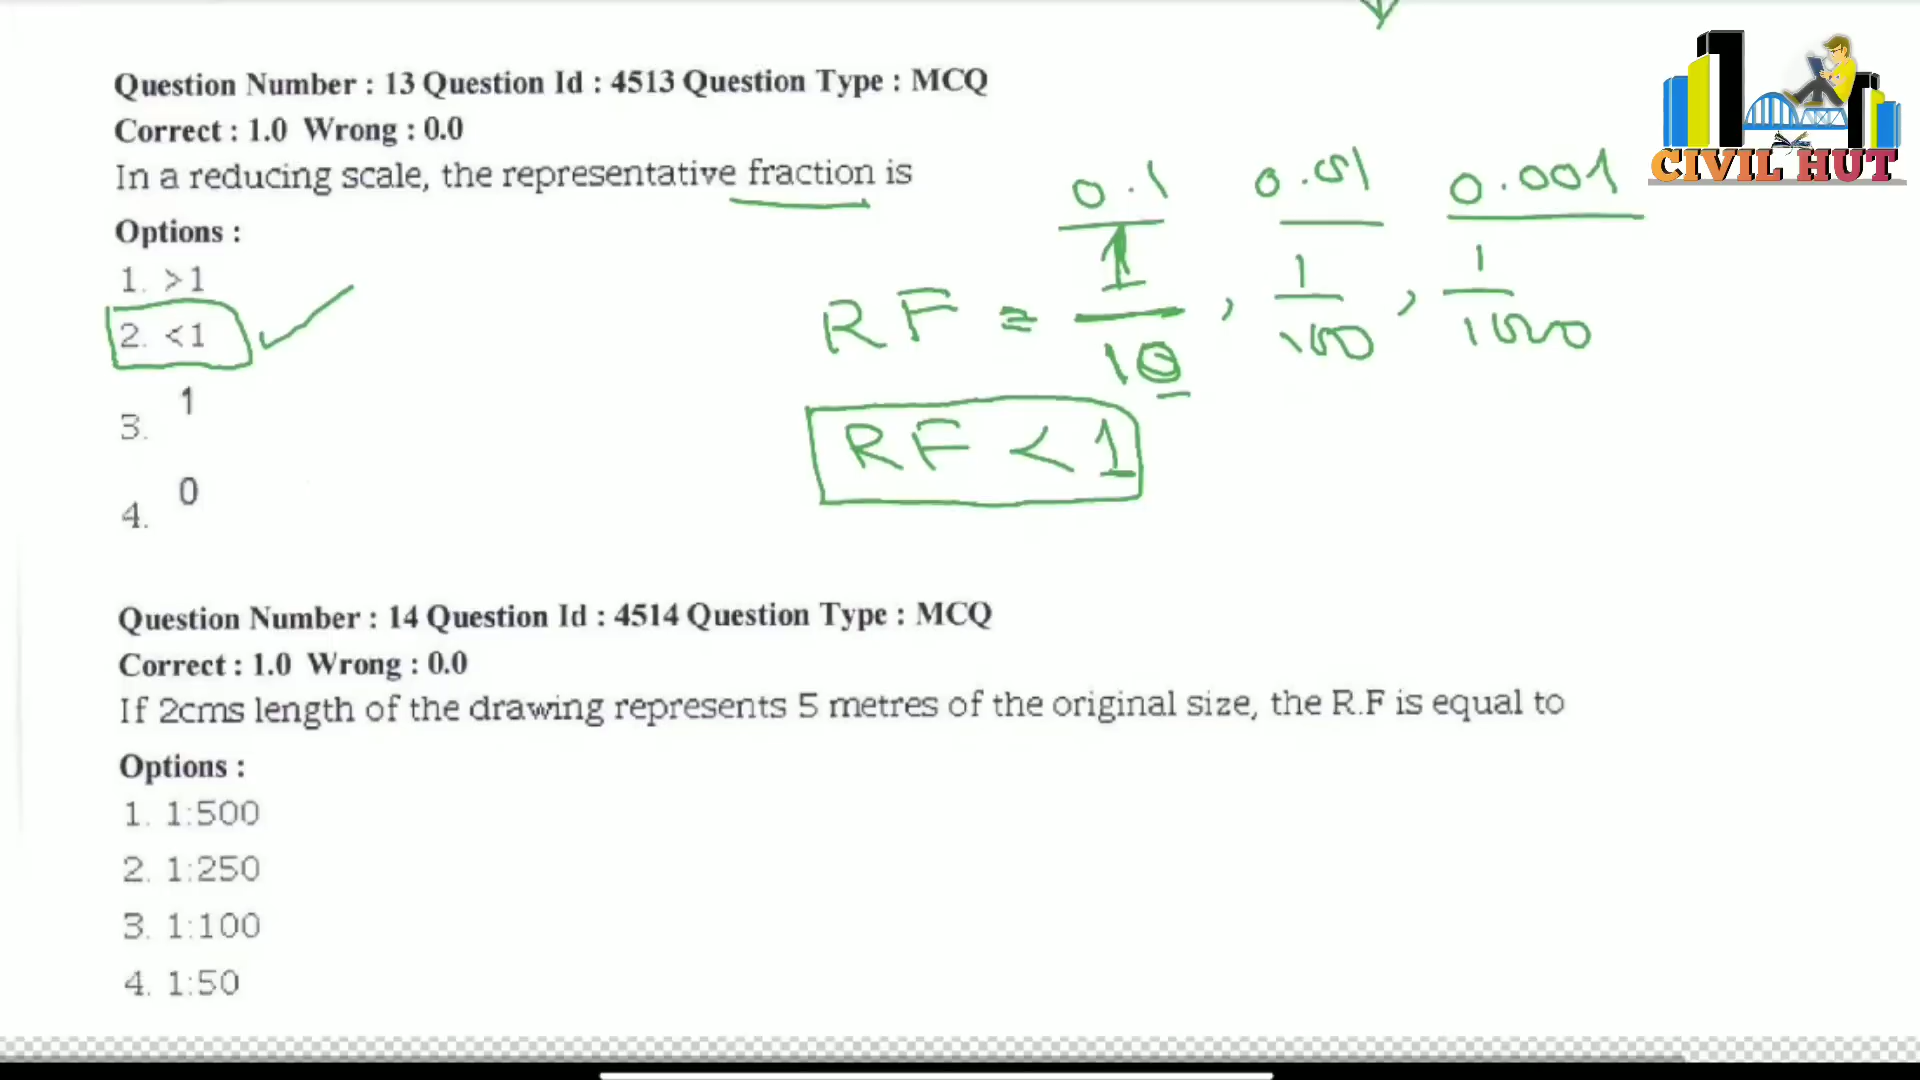 Question Number : 13 Question Id : 4513 Question Type : MCQ
Correct : 1.0 Wrong : 0.0
In a reducing scale, the representative fraction is
Options :
1. >1
2. <1
3. 1
4. 0
0.1 0.01 0.001
RF = 1/10 , 1/100 , 1/1000
RF < 1
CIVIL HUT
Question Number : 14 Question Id : 4514 Question Type : MCQ
Correct : 1.0 Wrong : 0.0
If 2cms length of the drawing represents 5 metres of the original size, the R.F is equal to
Options :
1. 1:500
2. 1:250
3. 1:100
4. 1:50